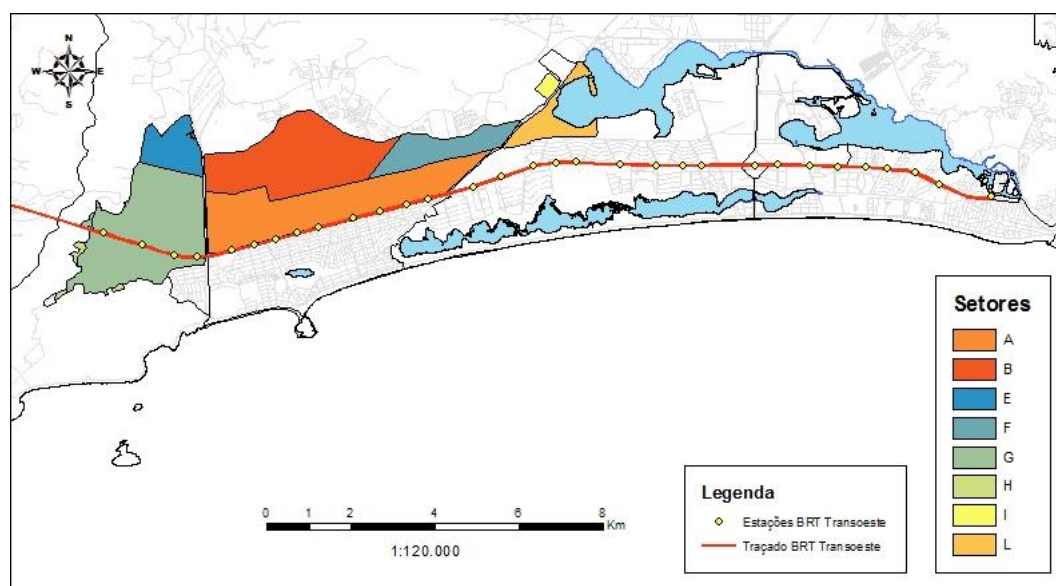 N
W E
S
Setores
A
B
E
F
G
H
I
L
0 1 2 4 6 8
Km
1:120.000
Legenda
Estações BRT Transoeste
Traçado BRT Transoeste